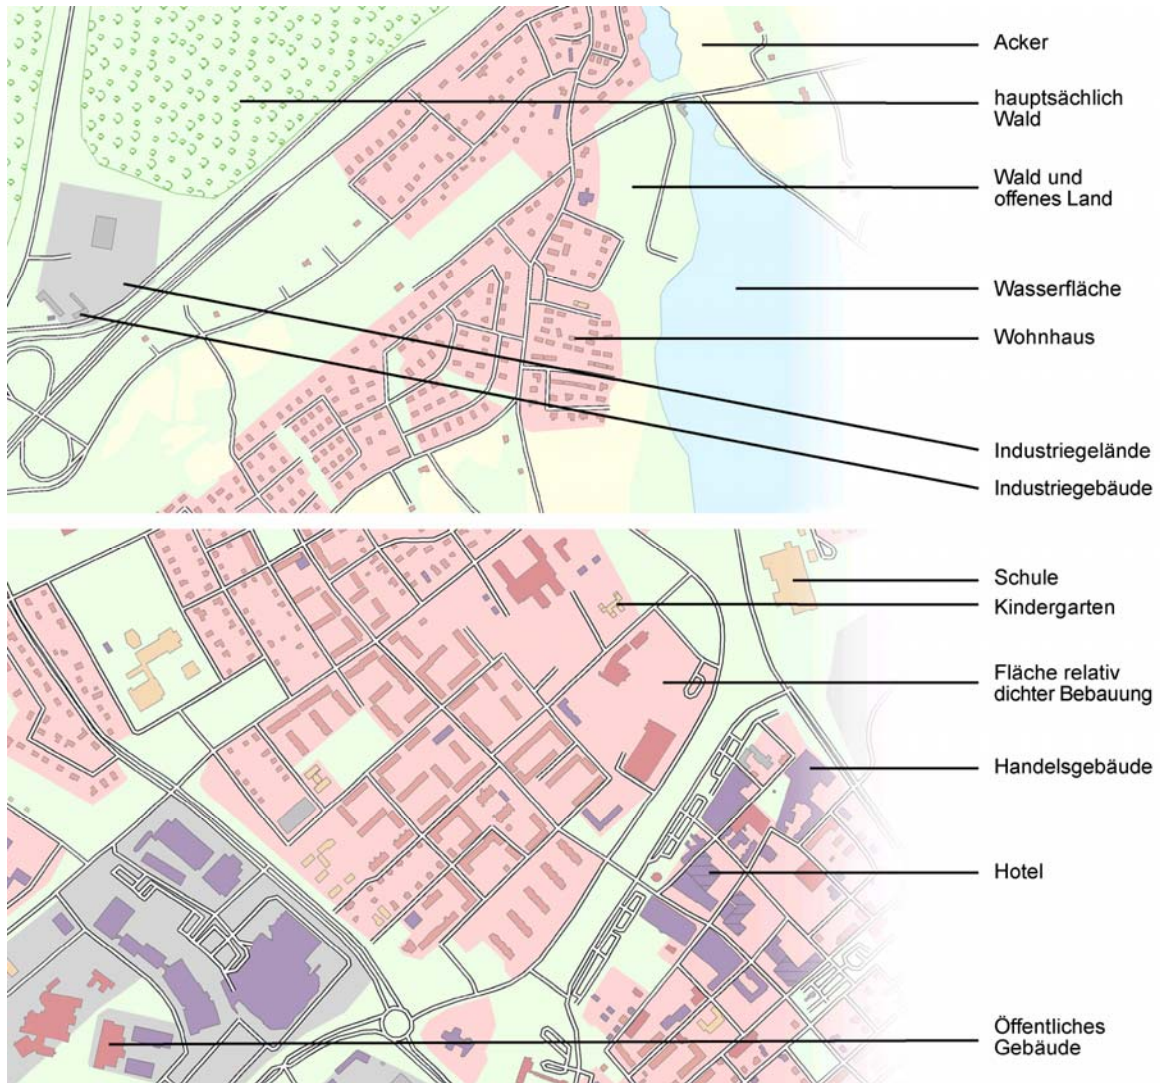 Acker
hauptsächlich
Wald
Wald und
offenes Land
Wasserfläche
Wohnhaus
Industriegelände
Industriegebäude
Schule
Kindergarten
Fläche relativ
dichter Bebauung
Handelsgebäude
Hotel
Öffentliches
Gebäude